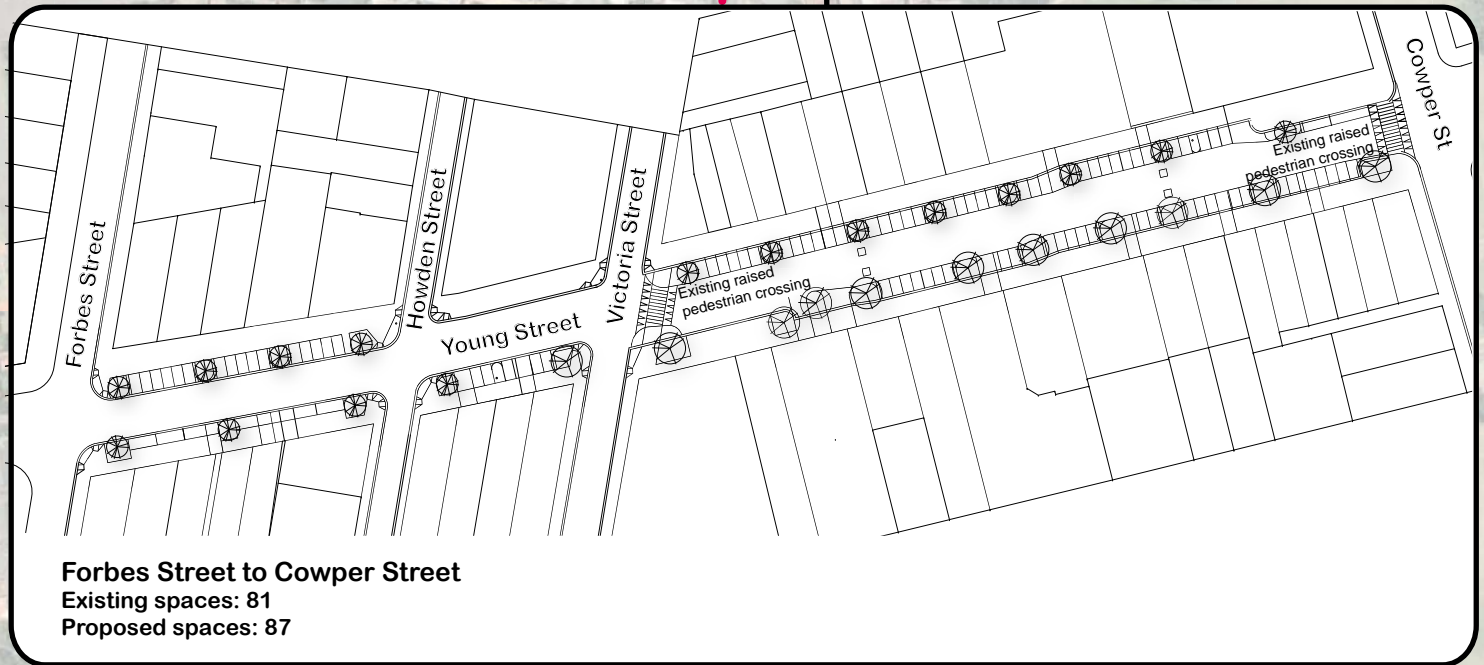 Forbes Street
Howden Street
Victoria Street
Young Street
Cowper St
Existing raised
pedestrian crossing
Existing raised
pedestrian crossing
Forbes Street to Cowper Street
Existing spaces: 81
Proposed spaces: 87